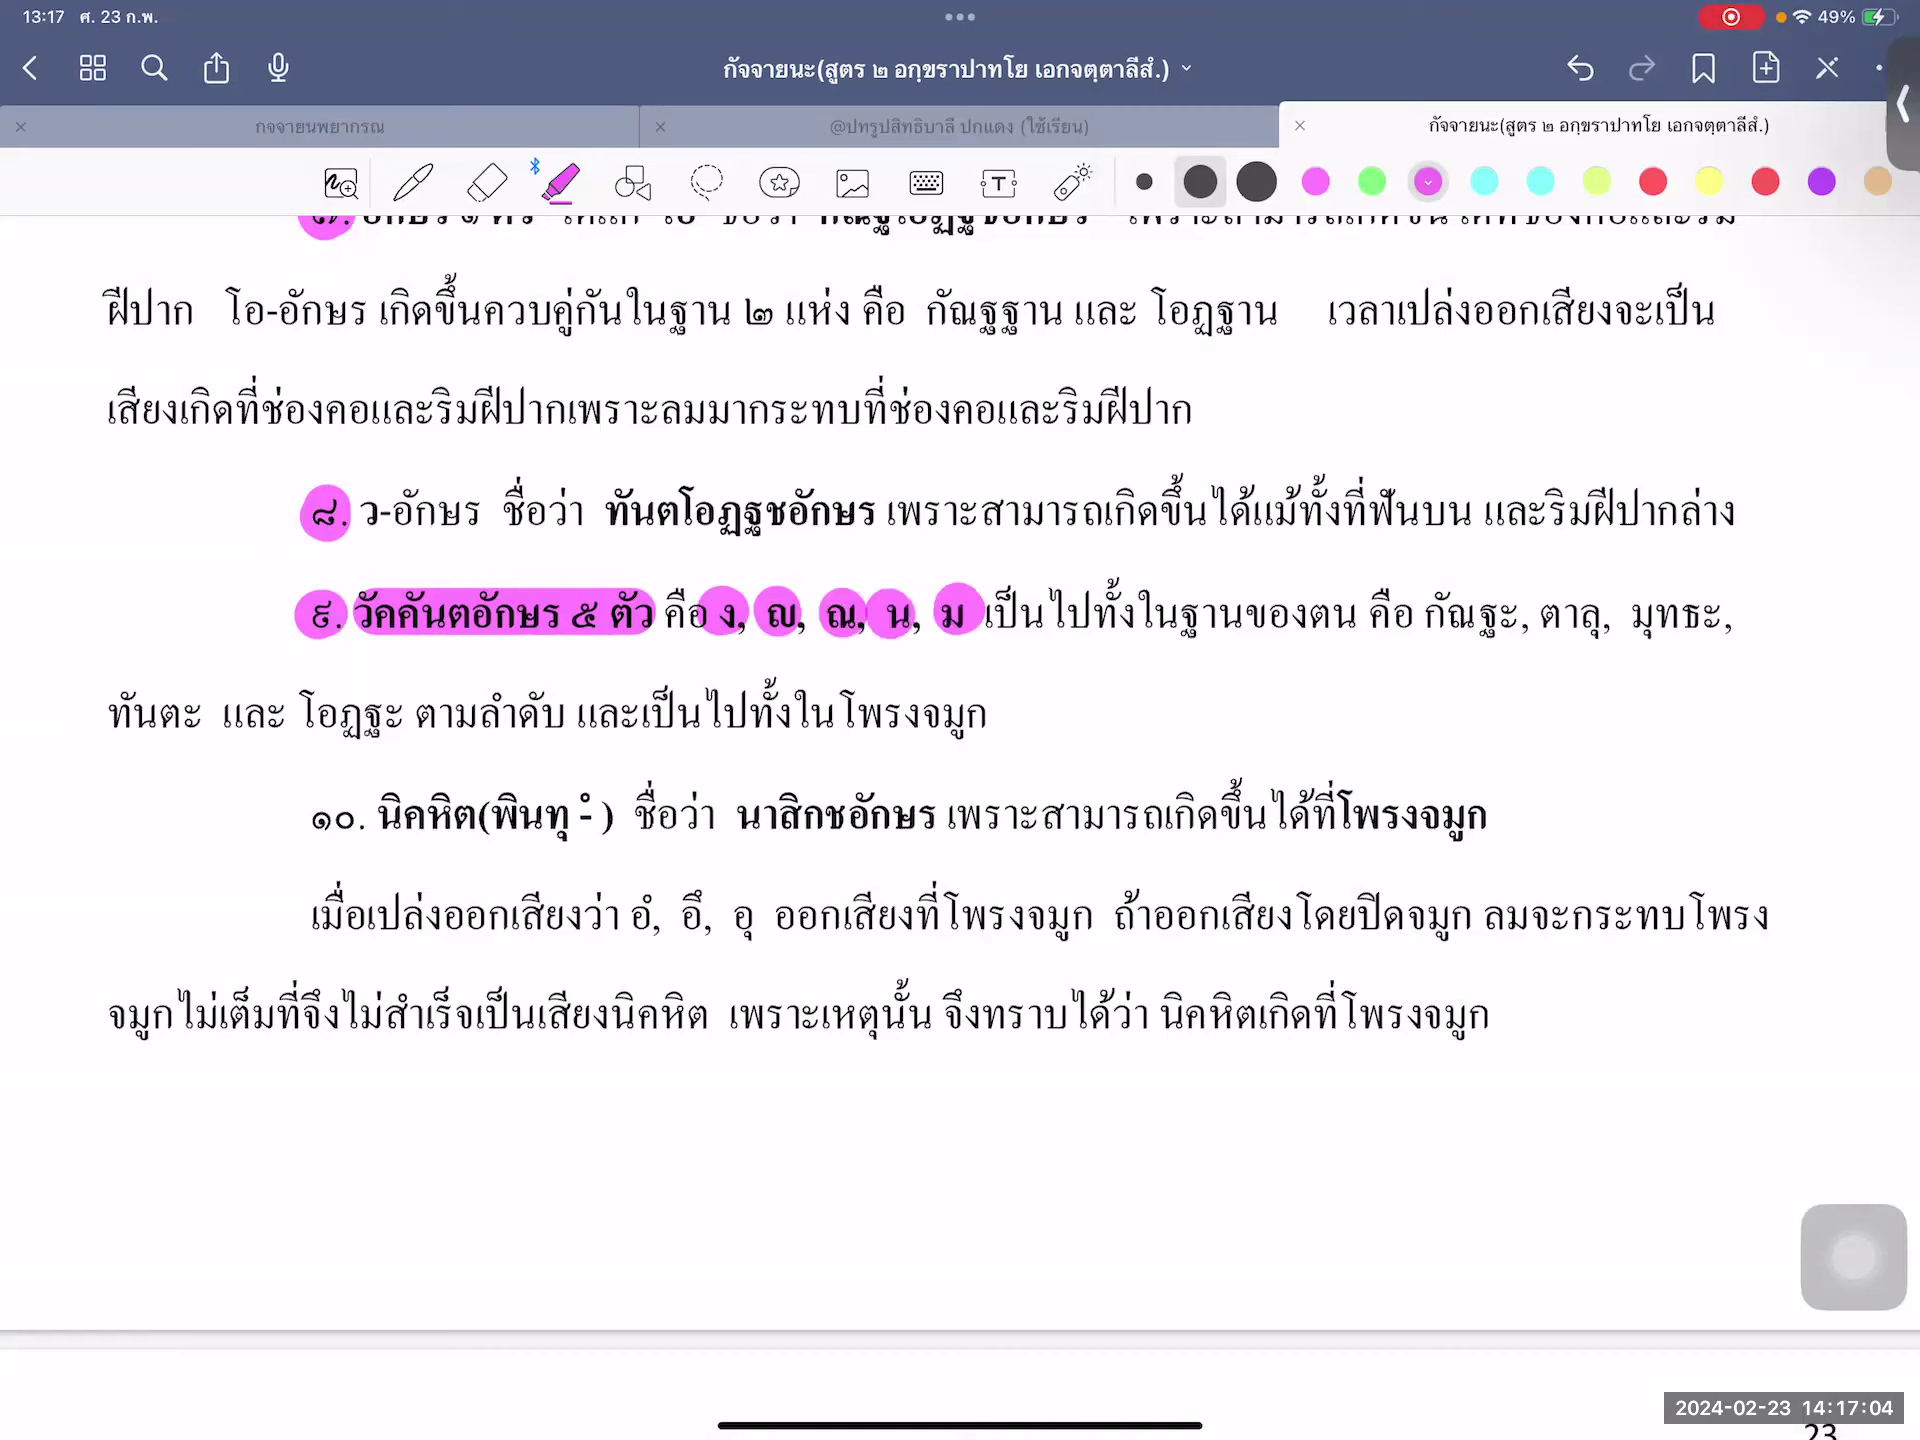 13:17 ศ. 23 ก.พ.
49%
กัจจายนะ(สูตร ๒ อกฺขราปาทโย เอกจตฺตาลีสํ.)
กจจายนพยากรณ
@ปทรูปสิทธิบาลี ปกแดง (ใช้เรียน)
กัจจายนะ(สูตร ๒ อกฺขราปาทโย เอกจตฺตาลีสํ.)
ฝีปาก โอ-อักษร เกิดขึ้นควบคู่กันในฐาน ๒ แห่ง คือ กัณฐฐาน และ โอฏฐาน เวลาเปล่งออกเสียงจะเป็น
เสียงเกิดที่ช่องคอและริมฝีปากเพราะลมมากระทบที่ช่องคอและริมฝีปาก
๘. ว-อักษร ชื่อว่า ทันตโอฏฐชอักษร เพราะสามารถเกิดขึ้นได้แม้ทั้งที่ฟันบน และริมฝีปากล่าง
๙. วัคคันตอักษร ๕ ตัว คือ ง, ญ, ณ, น, ม เป็นไปทั้งในฐานของตน คือ กัณฐะ, ตาลุ, มุทธะ,
ทันตะ และ โอฏฐะ ตามลำดับ และเป็นไปทั้งในโพรงจมูก
๑๐. นิคหิต(พินทุ -ํ ) ชื่อว่า นาสิกชอักษร เพราะสามารถเกิดขึ้นได้ที่โพรงจมูก
เมื่อเปล่งออกเสียงว่า อํ, อึ, อุ ออกเสียงที่โพรงจมูก ถ้าออกเสียงโดยปิดจมูก ลมจะกระทบโพรง
จมูกไม่เต็มที่จึงไม่สำเร็จเป็นเสียงนิคหิต เพราะเหตุนั้น จึงทราบได้ว่า นิคหิตเกิดที่โพรงจมูก
2024-02-23 14:17:04
23